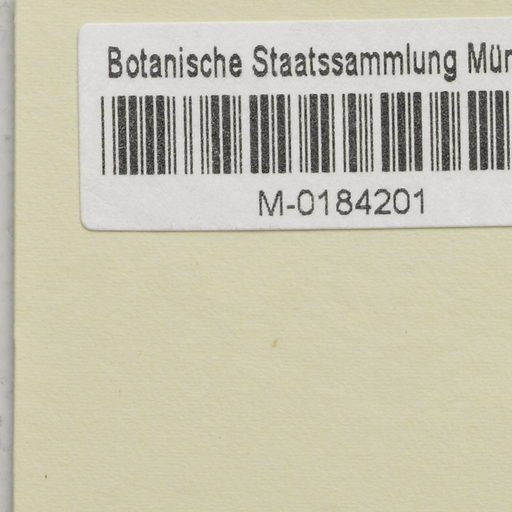 Botanische Staatssammlung Mün
M-0184201